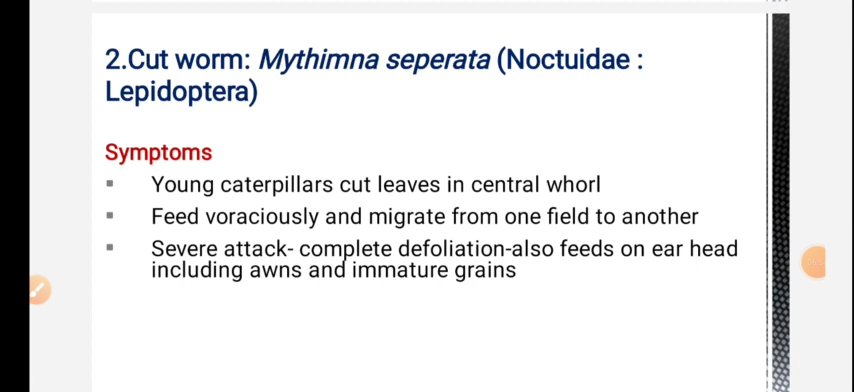 2.Cut worm: Mythimna seperata (Noctuidae :
Lepidoptera)
Symptoms
▪ Young caterpillars cut leaves in central whorl
▪ Feed voraciously and migrate from one field to another
▪ Severe attack- complete defoliation-also feeds on ear head
including awns and immature grains